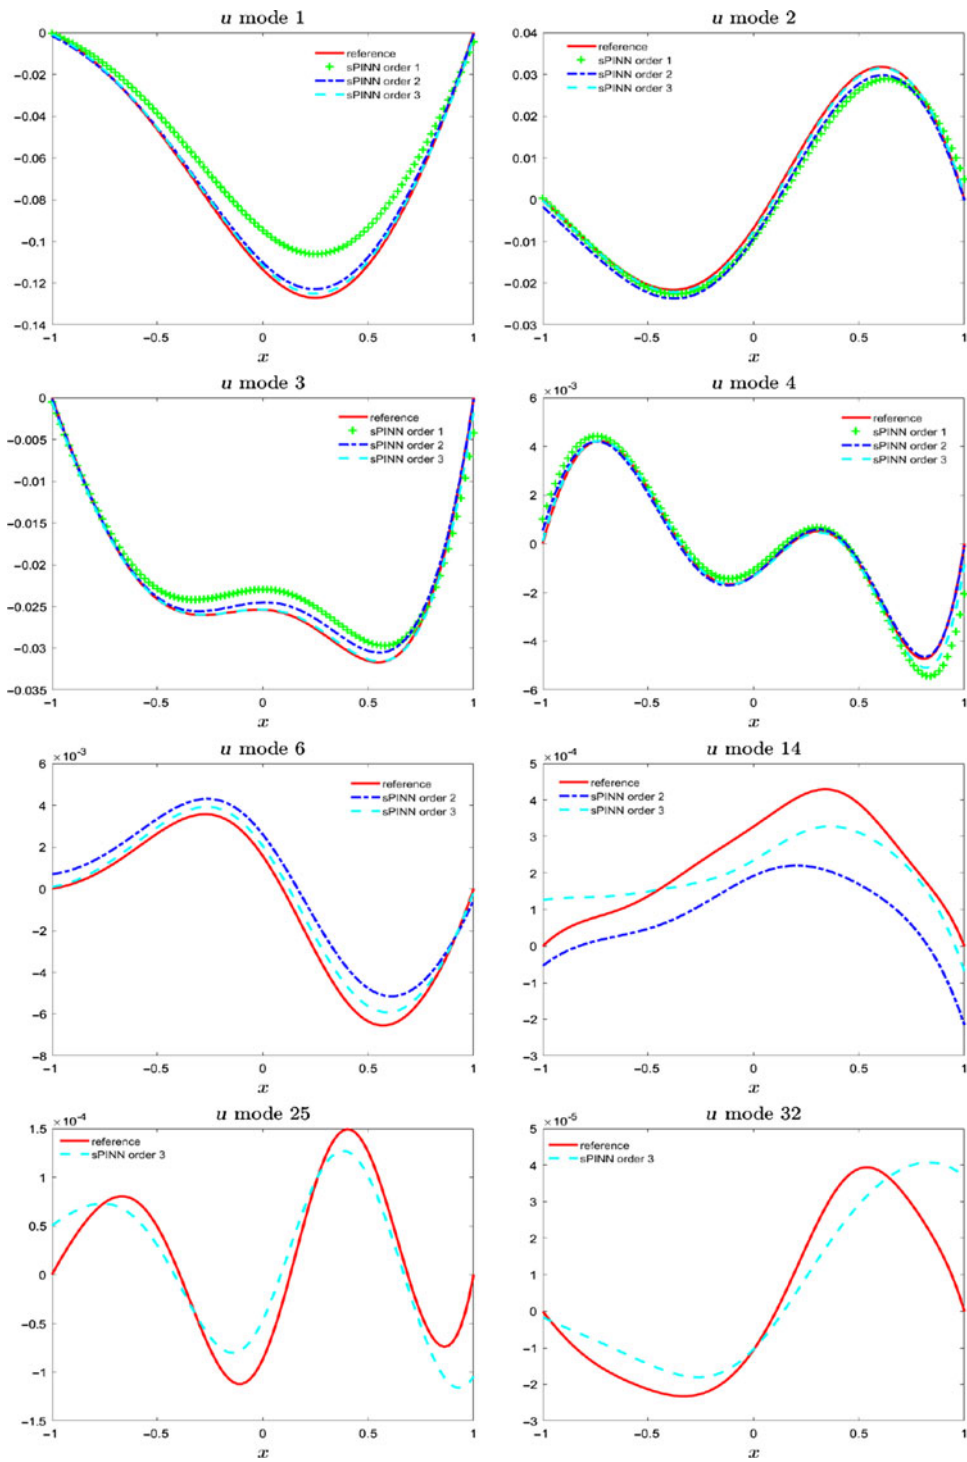 u mode 1
0
-0.02
-0.04
-0.06
-0.08
-0.1
-0.12
-0.14
-1
-0.5
0
0.5
1
x
reference
sPINN order 1
sPINN order 2
sPINN order 3
u mode 2
0.04
0.03
0.02
0.01
0
-0.01
-0.02
-0.03
-1
-0.5
0
0.5
1
x
reference
sPINN order 1
sPINN order 2
sPINN order 3
u mode 3
0
-0.005
-0.01
-0.015
-0.02
-0.025
-0.03
-0.035
-1
-0.5
0
0.5
1
x
reference
sPINN order 1
sPINN order 2
sPINN order 3
u mode 4
×10^-3
6
4
2
0
-2
-4
-6
-1
-0.5
0
0.5
1
x
reference
sPINN order 1
sPINN order 2
sPINN order 3
u mode 6
×10^-3
6
4
2
0
-2
-4
-6
-8
-1
-0.5
0
0.5
1
x
reference
sPINN order 2
sPINN order 3
u mode 14
×10^-4
5
4
3
2
1
0
-1
-2
-3
-1
-0.5
0
0.5
1
x
reference
sPINN order 2
sPINN order 3
u mode 25
×10^-4
1.5
1
0.5
0
-0.5
-1
-1.5
-1
-0.5
0
0.5
1
x
reference
sPINN order 3
u mode 32
×10^-5
5
4
3
2
1
0
-1
-2
-3
-1
-0.5
0
0.5
1
x
reference
sPINN order 3